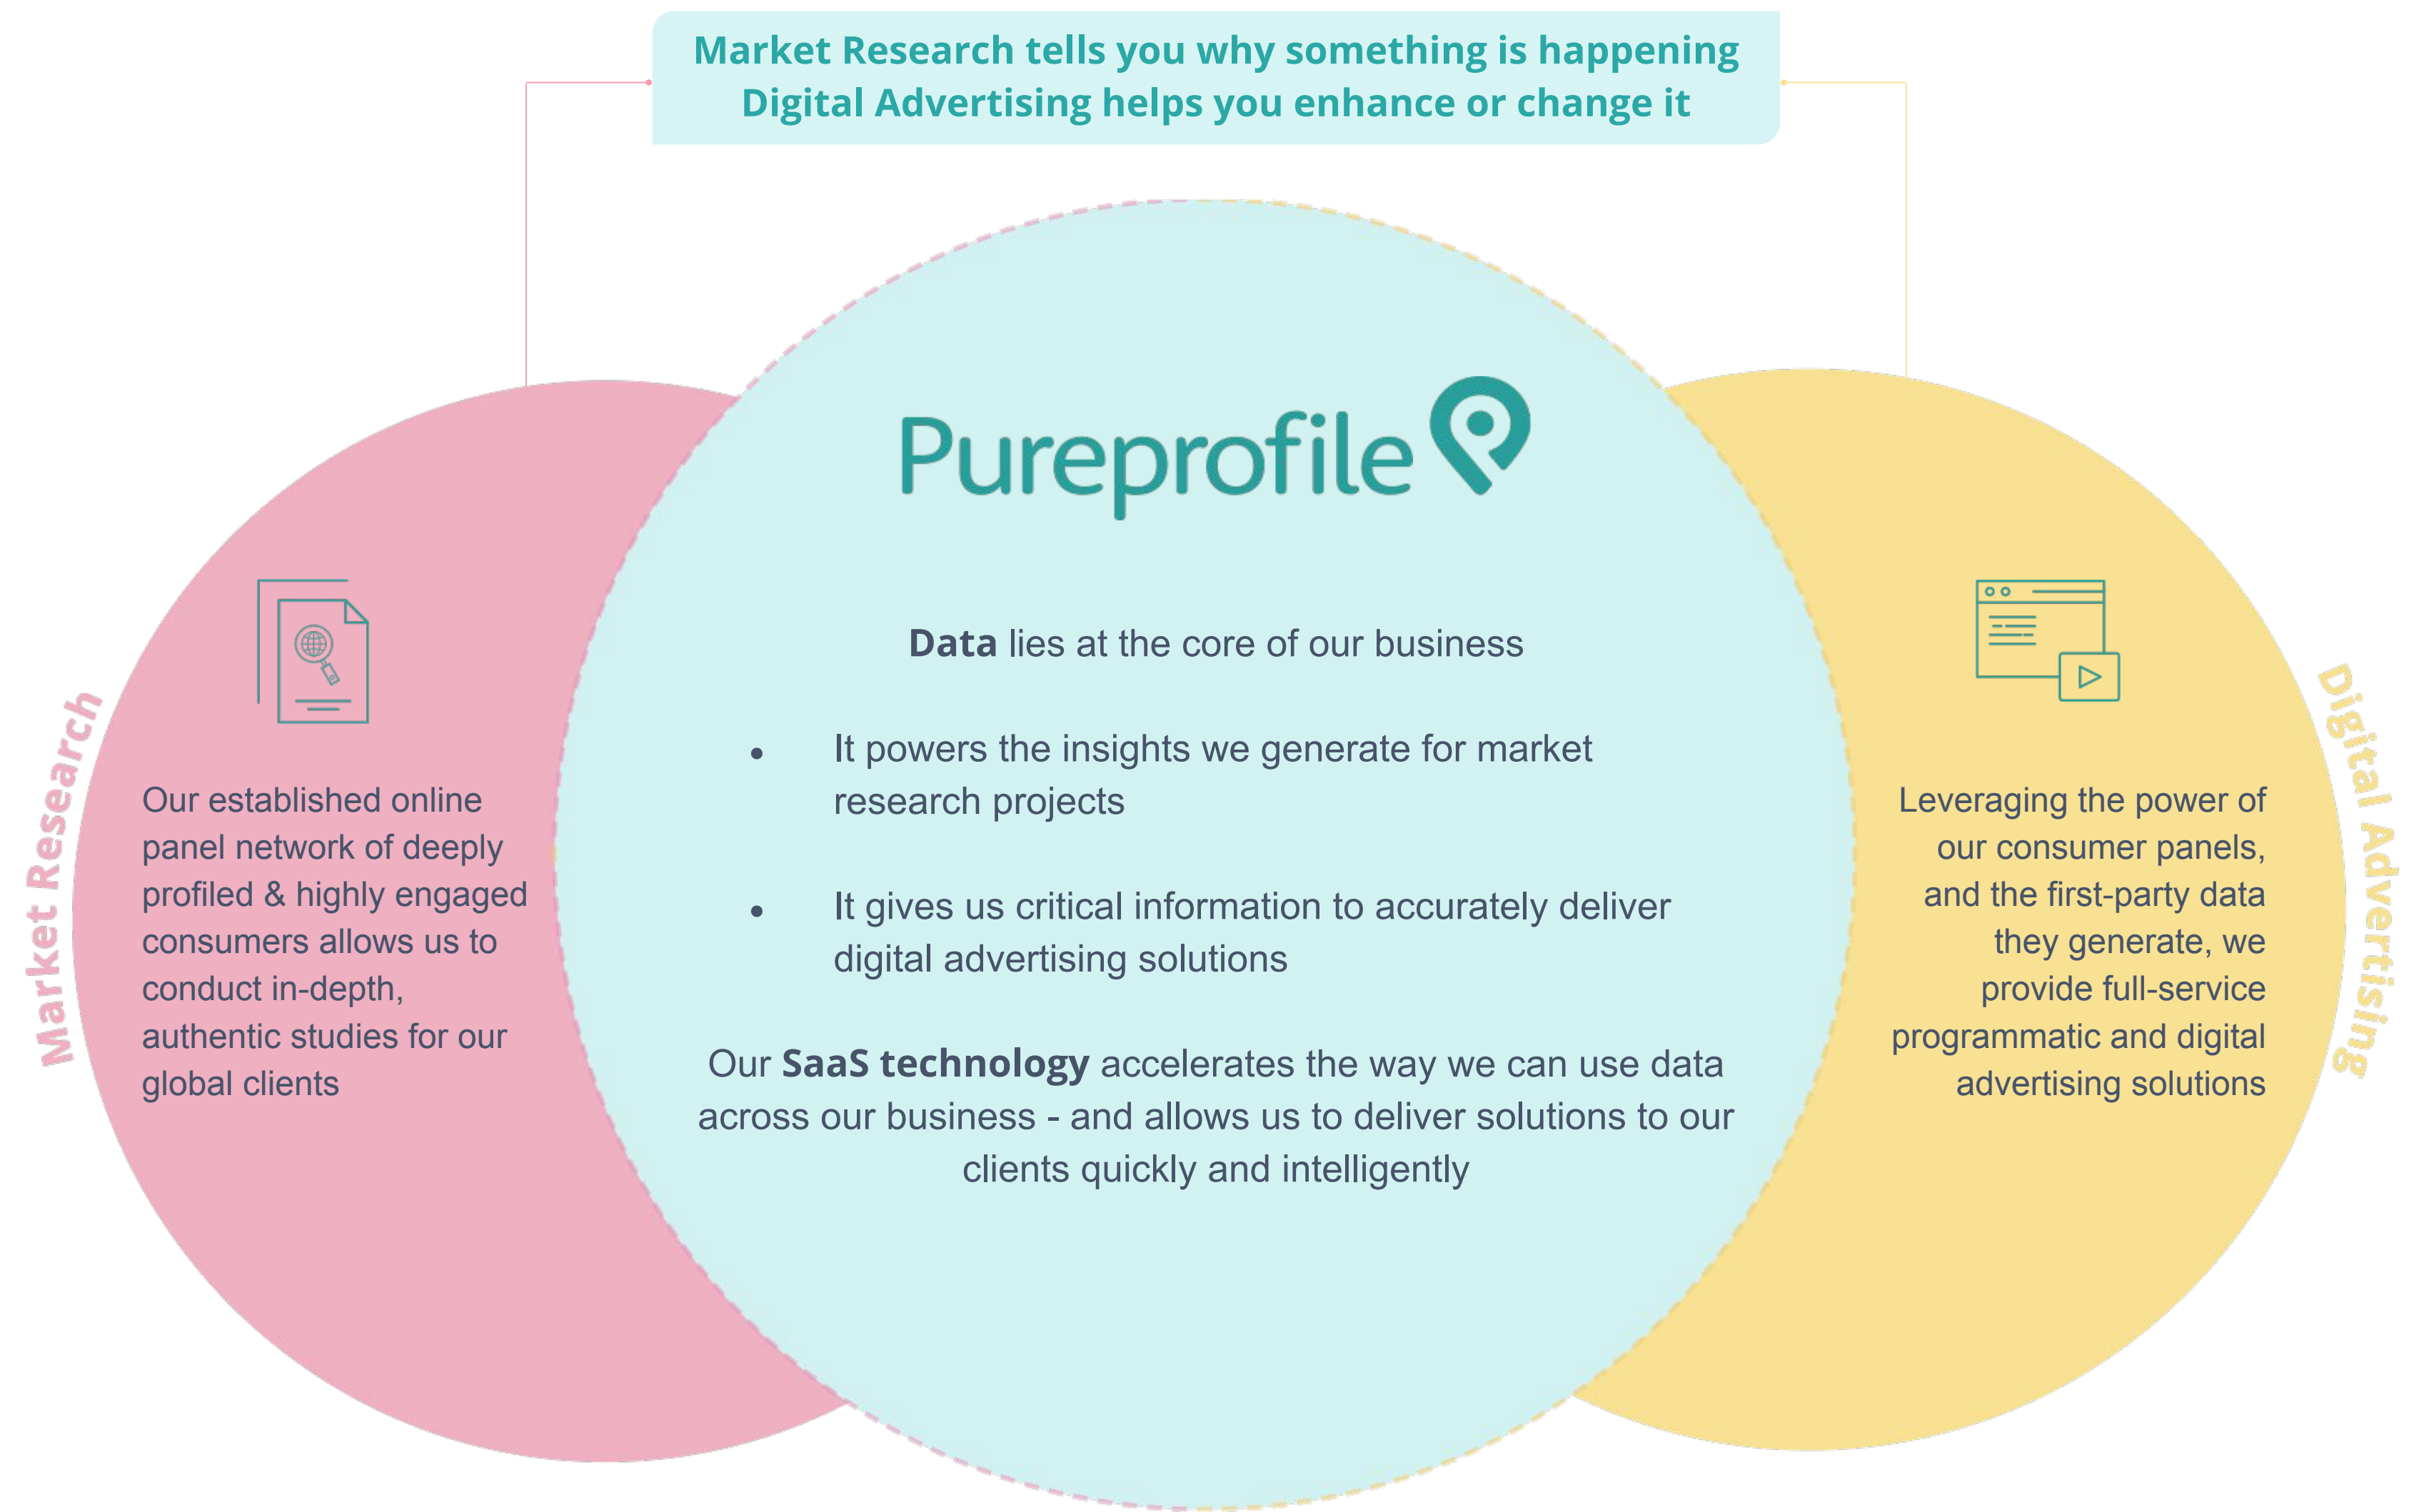 Market Research tells you why something is happening
Digital Advertising helps you enhance or change it
Pureprofile
Market Research
Our established online
panel network of deeply
profiled & highly engaged
consumers allows us to
conduct in-depth,
authentic studies for our
global clients
Data lies at the core of our business
• It powers the insights we generate for market
research projects
• It gives us critical information to accurately deliver
digital advertising solutions
Our SaaS technology accelerates the way we can use data
across our business - and allows us to deliver solutions to our
clients quickly and intelligently
Leveraging the power of
our consumer panels,
and the first-party data
they generate, we
provide full-service
programmatic and digital
advertising solutions
Digital Advertising